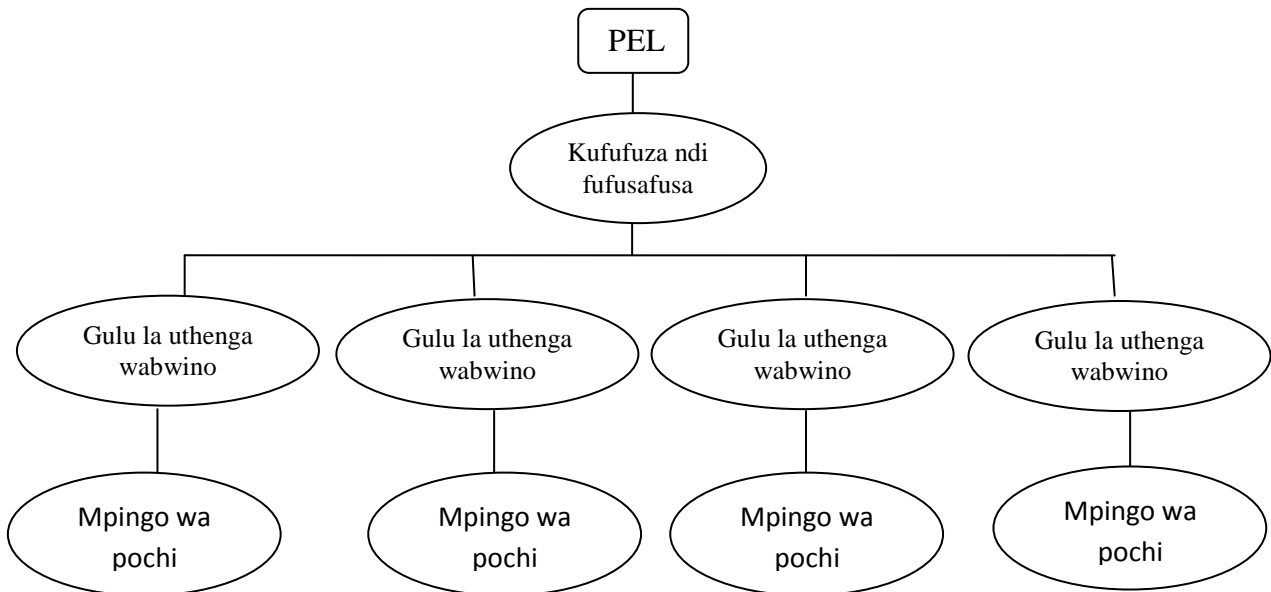 PEL
Kufufuza ndi
fufusafusa
Gulu la uthenga
wabwino
Gulu la uthenga
wabwino
Gulu la uthenga
wabwino
Gulu la uthenga
wabwino
Mpingo wa
pochi
Mpingo wa
pochi
Mpingo wa
pochi
Mpingo wa
pochi